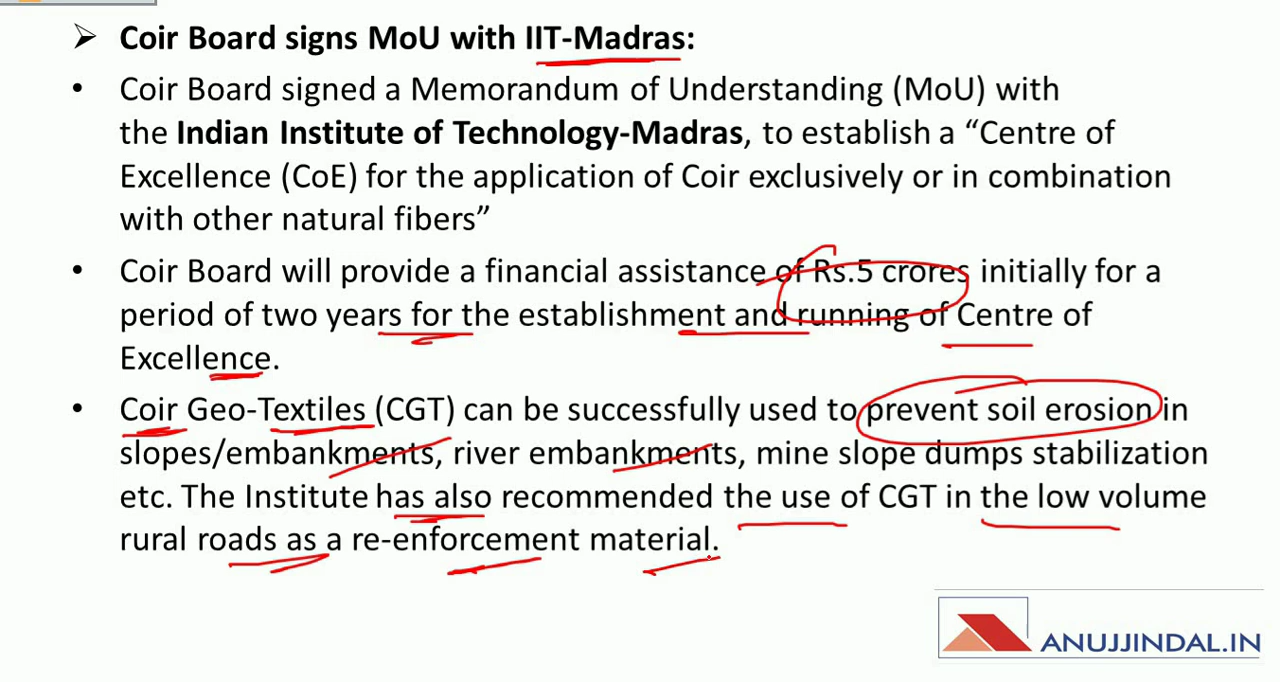 ➢ Coir Board signs MoU with IIT-Madras:
• Coir Board signed a Memorandum of Understanding (MoU) with
the Indian Institute of Technology-Madras, to establish a “Centre of
Excellence (CoE) for the application of Coir exclusively or in combination
with other natural fibers”
• Coir Board will provide a financial assistance of Rs.5 crores initially for a
period of two years for the establishment and running of Centre of
Excellence.
• Coir Geo-Textiles (CGT) can be successfully used to prevent soil erosion in
slopes/embankments, river embankments, mine slope dumps stabilization
etc. The Institute has also recommended the use of CGT in the low volume
rural roads as a re-enforcement material.
ANUJJINDAL.IN